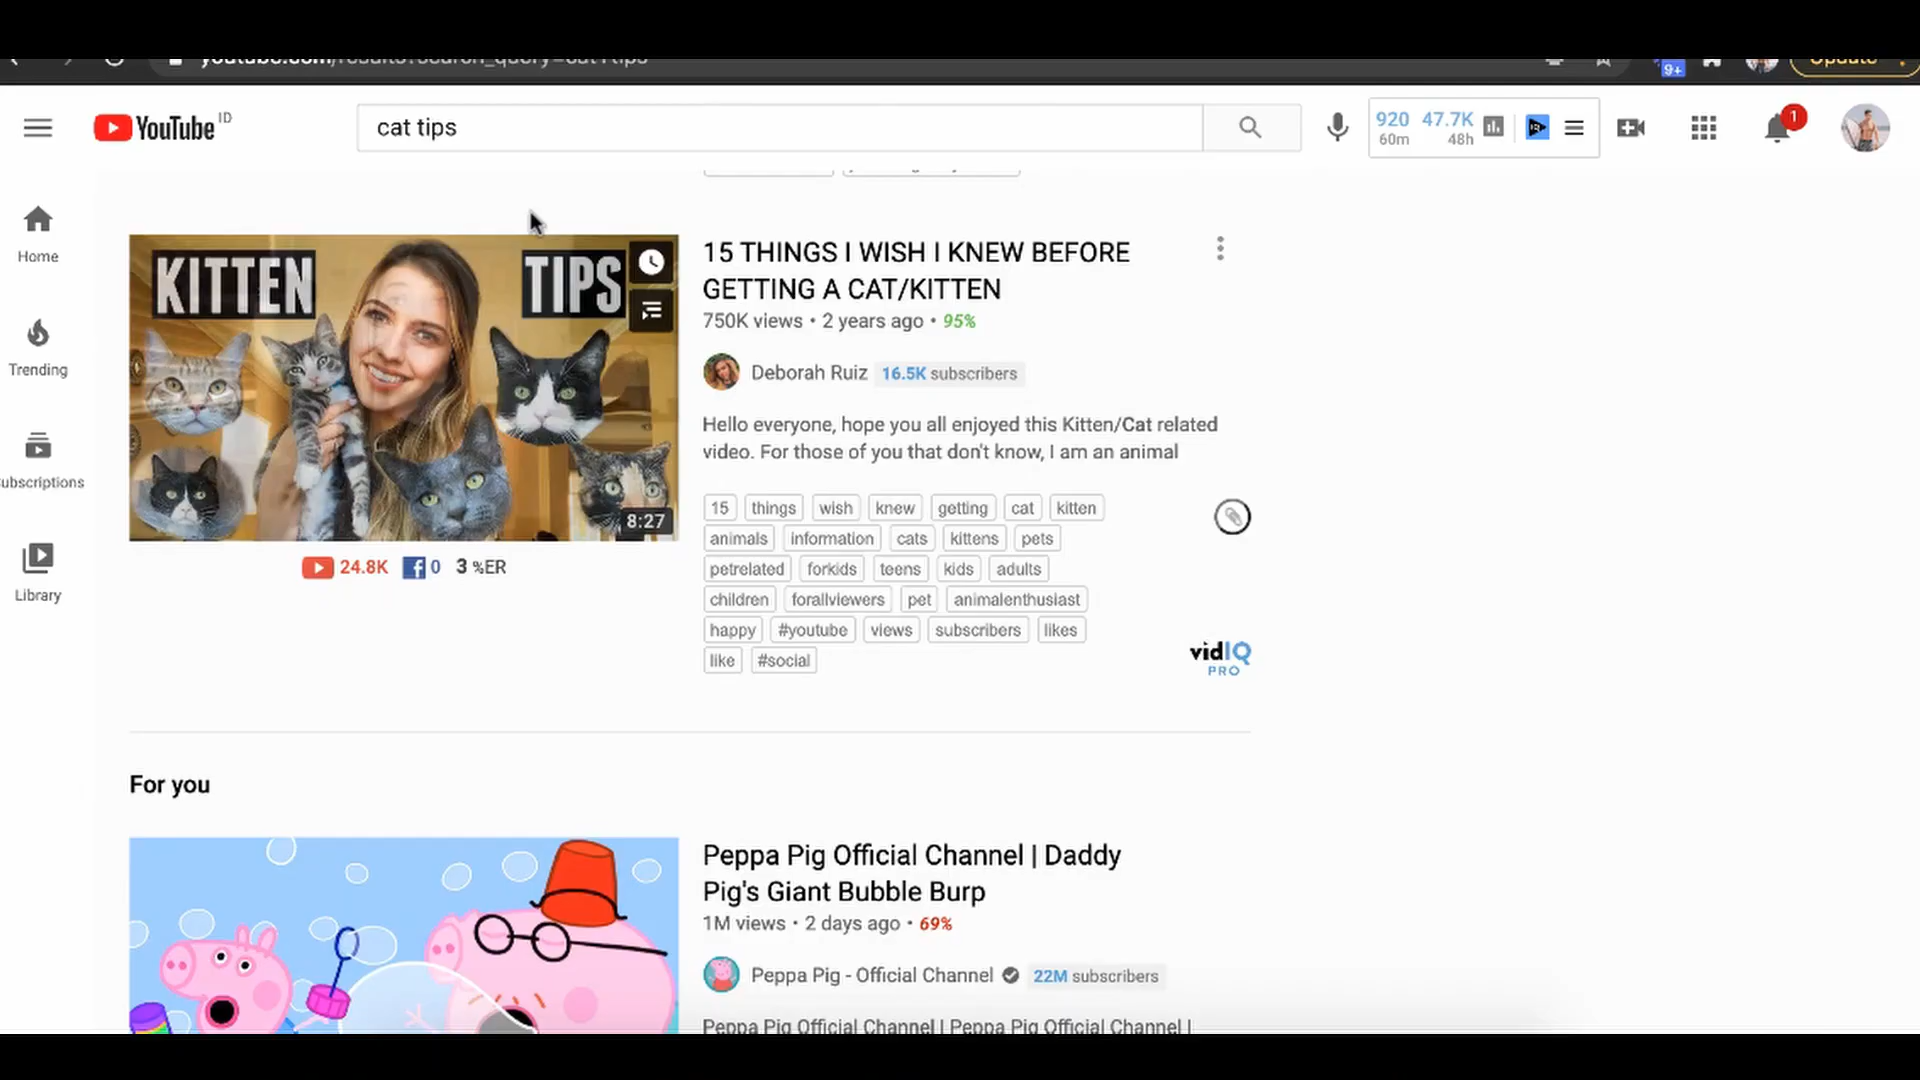 youtube.com/results?search_query=cat+tips
9+
Update
YouTube ID
cat tips
920 47.7K
60m 48h
1
Home
Trending
ubscriptions
Library
KITTEN TIPS
8:27
24.8K 0 3 %ER
15 THINGS I WISH I KNEW BEFORE
GETTING A CAT/KITTEN
750K views • 2 years ago • 95%
Deborah Ruiz 16.5K subscribers
Hello everyone, hope you all enjoyed this Kitten/Cat related
video. For those of you that don't know, I am an animal
15 things wish knew getting cat kitten
animals information cats kittens pets
petrelated forkids teens kids adults
children forallviewers pet animalenthusiast
happy #youtube views subscribers likes
like #social
vidIQ
PRO
For you
Peppa Pig Official Channel | Daddy
Pig's Giant Bubble Burp
1M views • 2 days ago • 69%
Peppa Pig - Official Channel 22M subscribers
Peppa Pig Official Channel | Peppa Pig Official Channel |